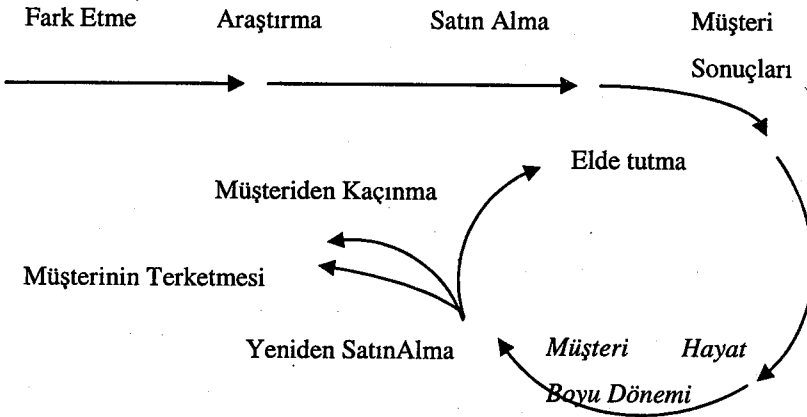 Fark Etme
Araştırma
Satın Alma
Müşteri
Sonuçları
Elde tutma
Müşteriden Kaçınma
Müşterinin Terketmesi
Yeniden SatınAlma
Müşteri Hayat
Boyu Dönemi